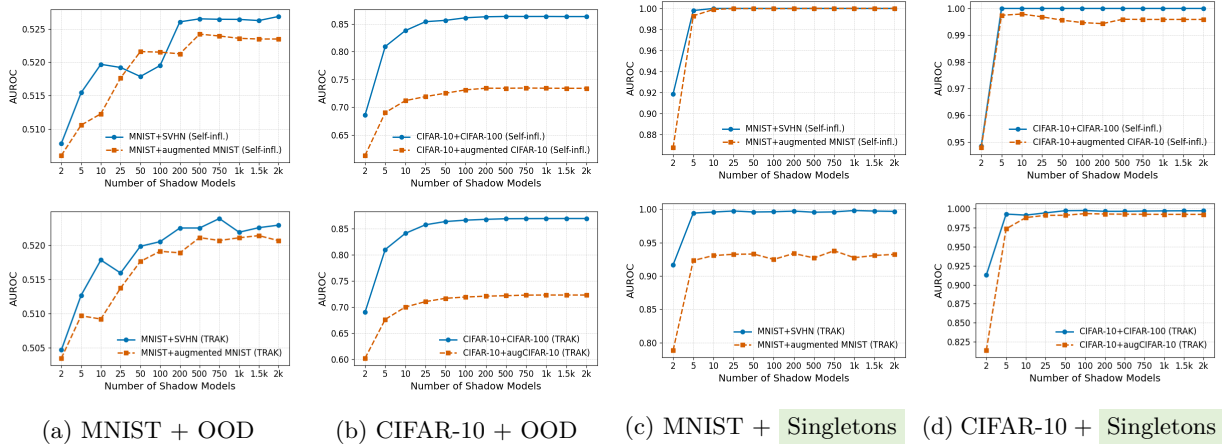 0.525
0.520
0.515
0.510
AUROC
MNIST+SVHN (Self-infl.)
MNIST+augmented MNIST (Self-infl.)
2 5 10 25 50 100 200 500 750 1k 1.5k 2k
Number of Shadow Models
0.85
0.80
0.75
0.70
0.65
AUROC
CIFAR-10+CIFAR-100 (Self-infl.)
CIFAR-10+augmented CIFAR-10 (Self-infl.)
2 5 10 25 50 100 200 500 750 1k 1.5k 2k
Number of Shadow Models
1.00
0.98
0.96
0.94
0.92
0.90
0.88
AUROC
MNIST+SVHN (Self-infl.)
MNIST+augmented MNIST (Self-infl.)
2 5 10 25 50 100 200 500 750 1k 1.5k 2k
Number of Shadow Models
1.00
0.99
0.98
0.97
0.96
0.95
AUROC
CIFAR-10+CIFAR-100 (Self-infl.)
CIFAR-10+augmented CIFAR-10 (Self-infl.)
2 5 10 25 50 100 200 500 750 1k 1.5k 2k
Number of Shadow Models
0.520
0.515
0.510
0.505
AUROC
MNIST+SVHN (TRAK)
MNIST+augmented MNIST (TRAK)
2 5 10 25 50 100 200 500 750 1k 1.5k 2k
Number of Shadow Models
0.85
0.80
0.75
0.70
0.65
0.60
AUROC
CIFAR-10+CIFAR-100 (TRAK)
CIFAR-10+augCIFAR-10 (TRAK)
2 5 10 25 50 100 200 500 750 1k 1.5k 2k
Number of Shadow Models
1.00
0.95
0.90
0.85
0.80
AUROC
MNIST+SVHN (TRAK)
MNIST+augmented MNIST (TRAK)
2 5 10 25 50 100 200 500 750 1k 1.5k 2k
Number of Shadow Models
1.000
0.975
0.950
0.925
0.900
0.875
0.850
0.825
AUROC
CIFAR-10+CIFAR-100 (TRAK)
CIFAR-10+augCIFAR-10 (TRAK)
2 5 10 25 50 100 200 500 750 1k 1.5k 2k
Number of Shadow Models
(a) MNIST + OOD
(b) CIFAR-10 + OOD
(c) MNIST + Singletons
(d) CIFAR-10 + Singletons